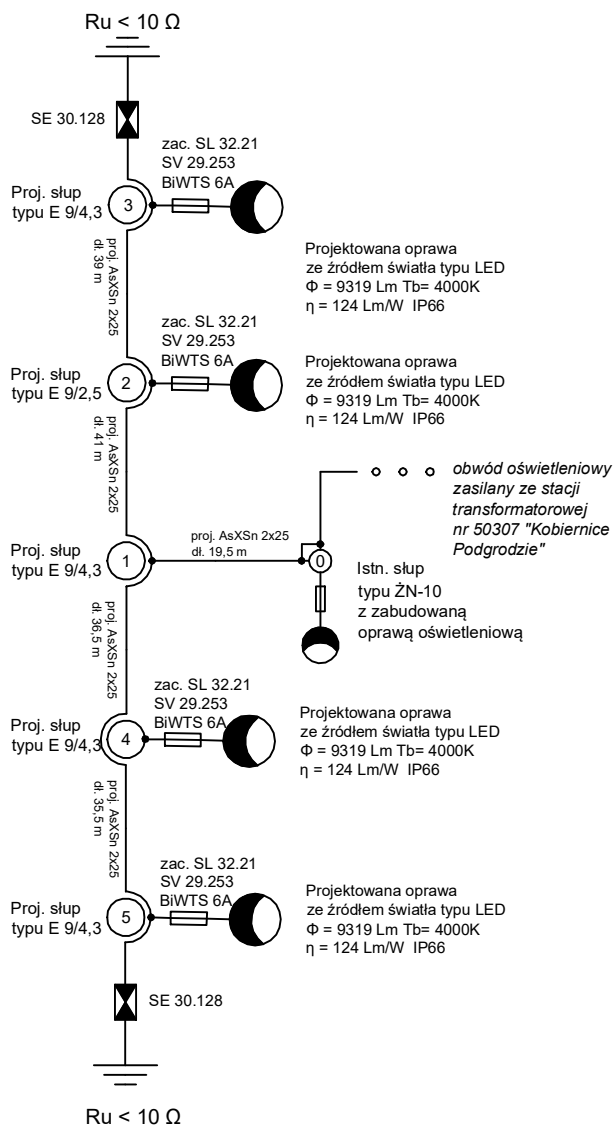 Ru < 10 Ω
SE 30.128
zac. SL 32.21
SV 29.253
BiWTS 6A
Proj. słup
typu E 9/4,3
3
proj. AsXSn 2x25
dł. 39 m
Projektowana oprawa
ze źródłem światła typu LED
Φ = 9319 Lm Tb= 4000K
η = 124 Lm/W IP66
zac. SL 32.21
SV 29.253
BiWTS 6A
Proj. słup
typu E 9/2,5
2
Projektowana oprawa
ze źródłem światła typu LED
Φ = 9319 Lm Tb= 4000K
η = 124 Lm/W IP66
proj. AsXSn 2x25
dł. 41 m
obwód oświetleniowy
zasilany ze stacji
transformatorowej
nr 50307 "Kobiernice
Podgrodzie"
proj. AsXSn 2x25
dł. 19,5 m
Proj. słup
typu E 9/4,3
1
0
Istn. słup
typu ŻN-10
z zabudowaną
oprawą oświetleniową
proj. AsXSn 2x25
dł. 36,5 m
zac. SL 32.21
SV 29.253
BiWTS 6A
Proj. słup
typu E 9/4,3
4
Projektowana oprawa
ze źródłem światła typu LED
Φ = 9319 Lm Tb= 4000K
η = 124 Lm/W IP66
proj. AsXSn 2x25
dł. 35,5 m
zac. SL 32.21
SV 29.253
BiWTS 6A
Proj. słup
typu E 9/4,3
5
Projektowana oprawa
ze źródłem światła typu LED
Φ = 9319 Lm Tb= 4000K
η = 124 Lm/W IP66
SE 30.128
Ru < 10 Ω